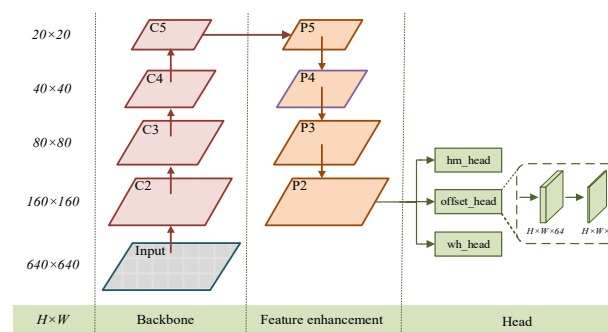 20×20
C5
P5
40×40
C4
P4
80×80
C3
P3
hm_head
160×160
C2
P2
offset_head
H×W×64
H×W×
wh_head
640×640
Input
H×W
Backbone
Feature enhancement
Head